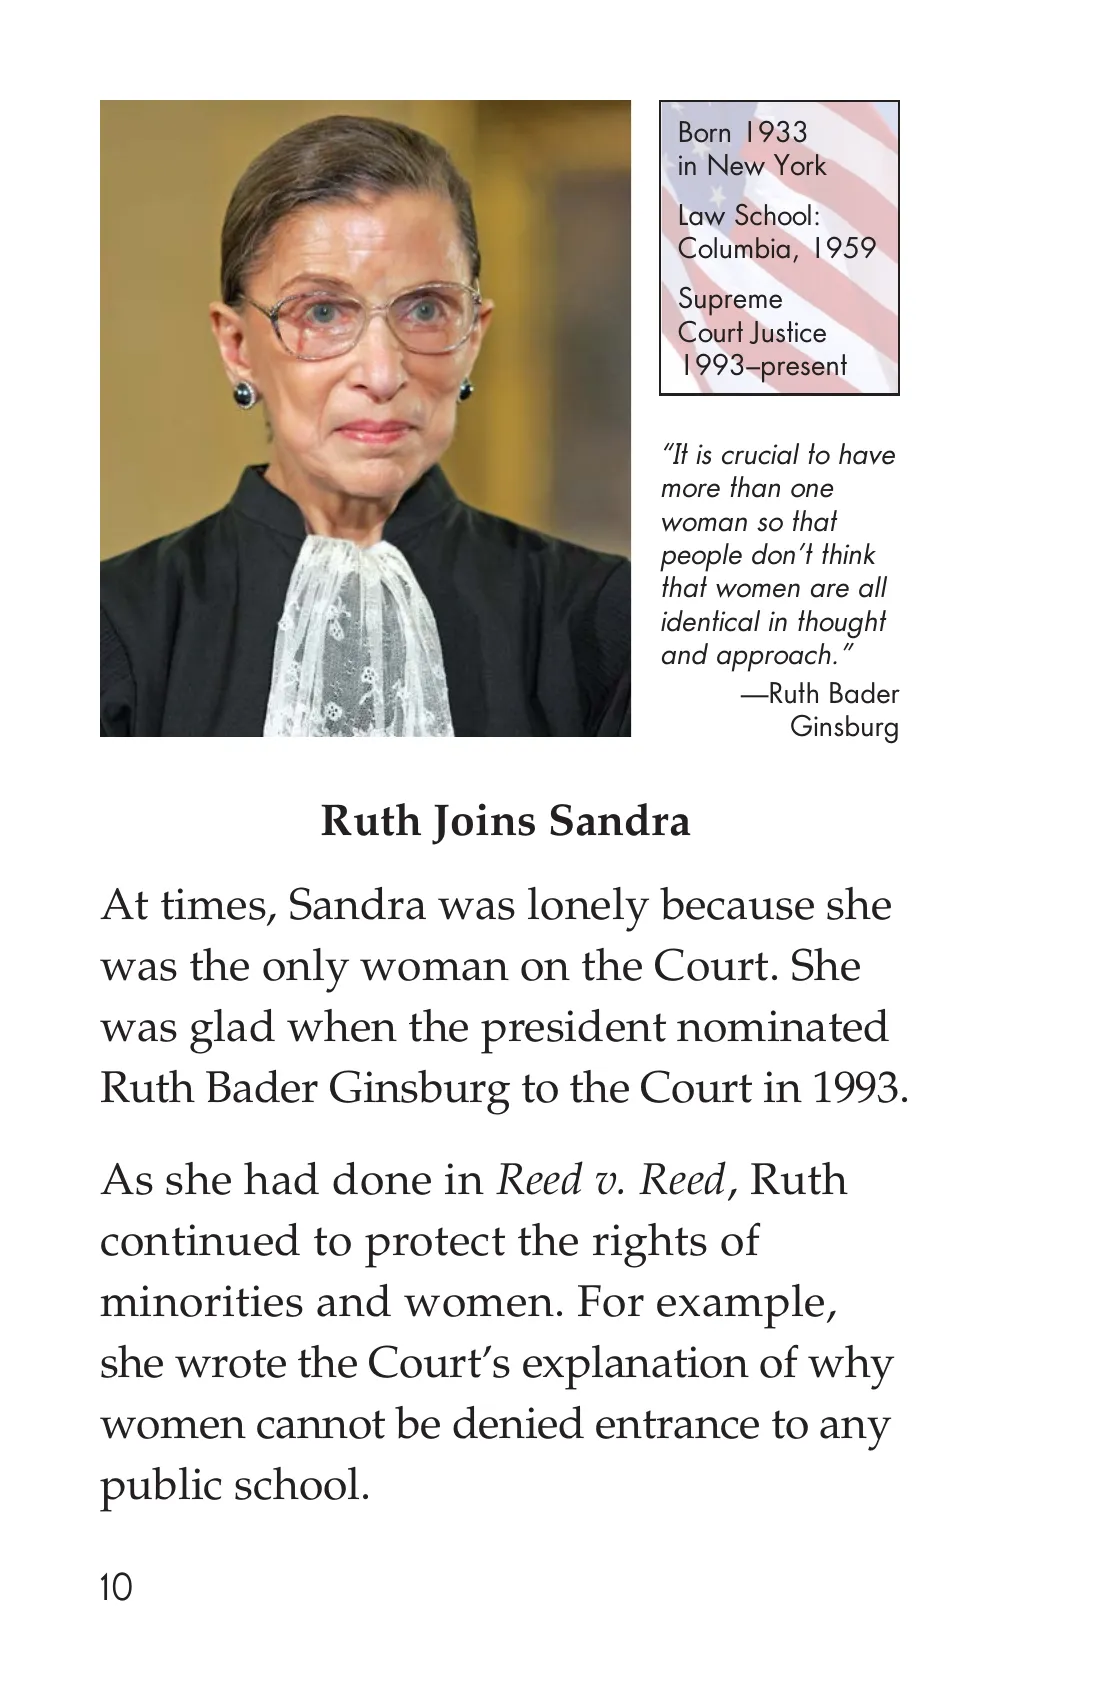 Born 1933
in New York
Law School:
Columbia, 1959
Supreme
Court Justice
1993–present
“It is crucial to have
more than one
woman so that
people don’t think
that women are all
identical in thought
and approach.”
—Ruth Bader
Ginsburg
Ruth Joins Sandra
At times, Sandra was lonely because she
was the only woman on the Court. She
was glad when the president nominated
Ruth Bader Ginsburg to the Court in 1993.
As she had done in Reed v. Reed, Ruth
continued to protect the rights of
minorities and women. For example,
she wrote the Court’s explanation of why
women cannot be denied entrance to any
public school.
10